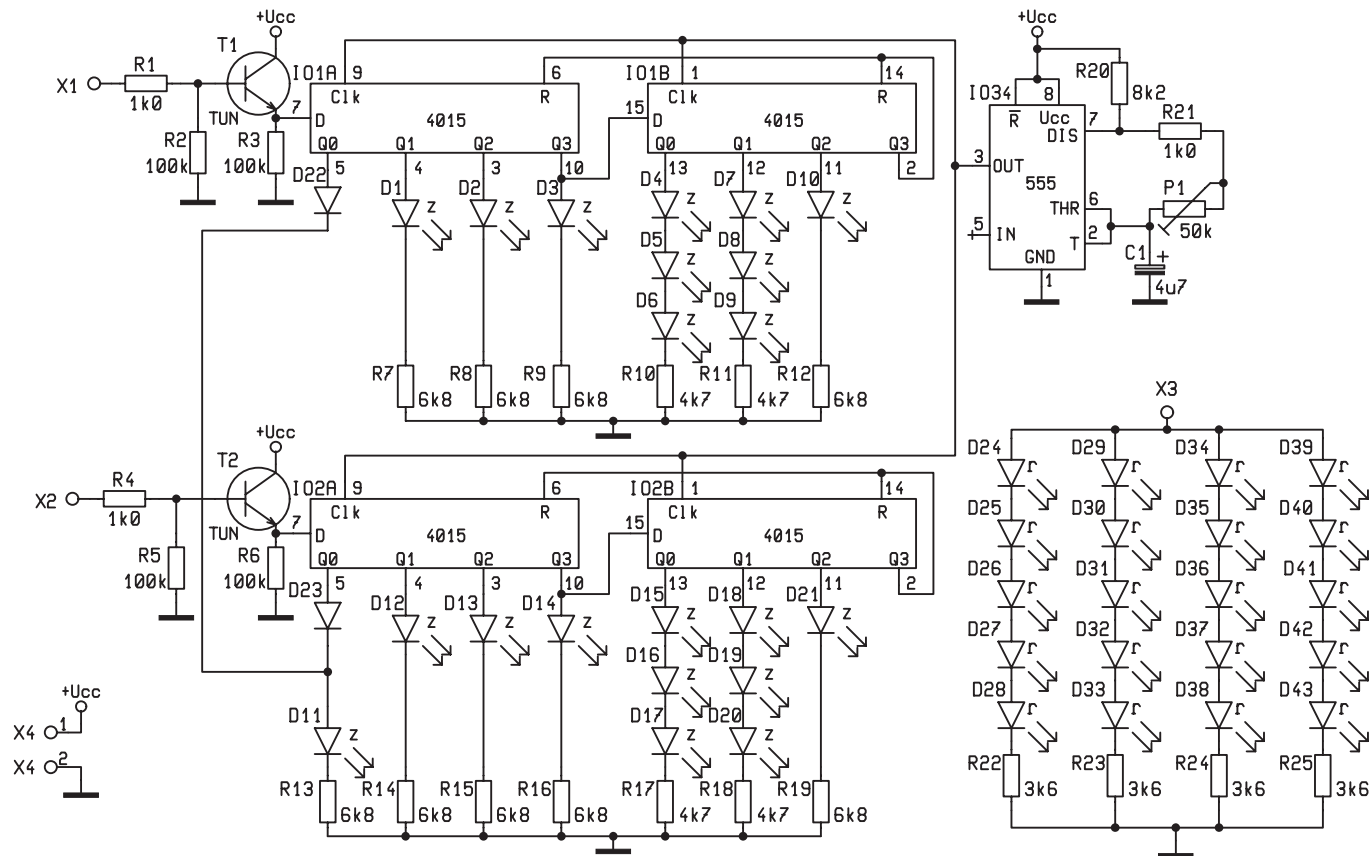 +Ucc
T1
X1
R1
1k0
TUN
R2
100k
R3
100k
7
IO1A
9
Clk
6
R
D
4015
Q0
Q1
Q2
Q3
5
4
3
10
IO1B
1
Clk
14
R
15
D
4015
Q0
Q1
Q2
Q3
13
12
11
2
D22
D1
z
D2
z
D3
z
D4
z
D5
z
D6
z
D7
z
D8
z
D9
z
D10
z
R7
6k8
R8
6k8
R9
6k8
R10
4k7
R11
4k7
R12
6k8
+Ucc
IO3
4
8
R
Ucc
DIS
7
3
OUT
555
THR
6
5
IN
T
2
GND
1
R20
8k2
R21
1k0
P1
50k
C1
+
4u7
+Ucc
T2
X2
R4
1k0
TUN
R5
100k
R6
100k
7
IO2A
9
Clk
6
R
D
4015
Q0
Q1
Q2
Q3
5
4
3
10
IO2B
1
Clk
14
R
15
D
4015
Q0
Q1
Q2
Q3
13
12
11
2
D23
D12
z
D13
z
D14
z
D15
z
D16
z
D17
z
D18
z
D19
z
D20
z
D21
z
D11
z
R13
6k8
R14
6k8
R15
6k8
R16
6k8
R17
4k7
R18
4k7
R19
6k8
+Ucc
X4
1
X4
2
X3
D24
r
D29
r
D34
r
D39
r
D25
r
D30
r
D35
r
D40
r
D26
r
D31
r
D36
r
D41
r
D27
r
D32
r
D37
r
D42
r
D28
r
D33
r
D38
r
D43
r
R22
3k6
R23
3k6
R24
3k6
R25
3k6